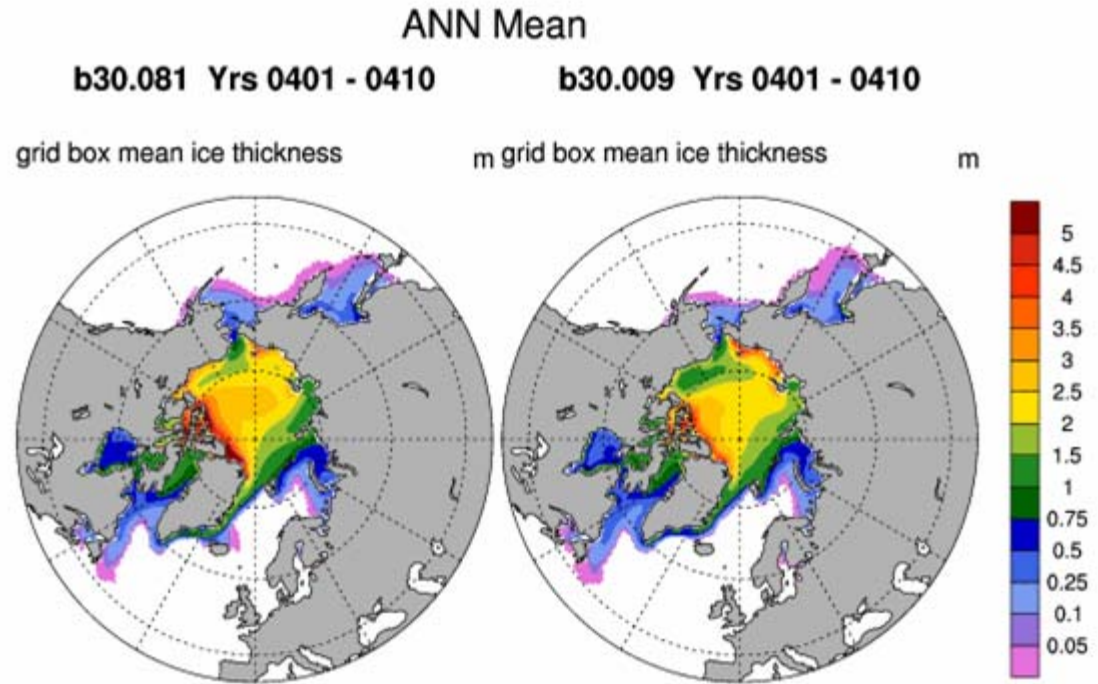 ANN Mean
b30.081 Yrs 0401 - 0410
b30.009 Yrs 0401 - 0410
grid box mean ice thickness m
grid box mean ice thickness m
5
4.5
4
3.5
3
2.5
2
1.5
1
0.75
0.5
0.25
0.1
0.05